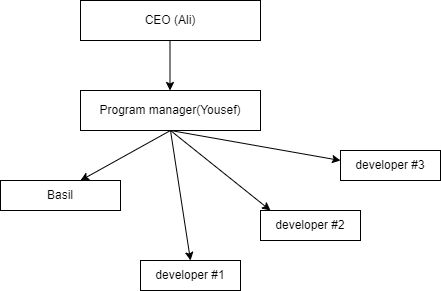 CEO (Ali)
Program manager(Yousef)
developer #3
Basil
developer #2
developer #1